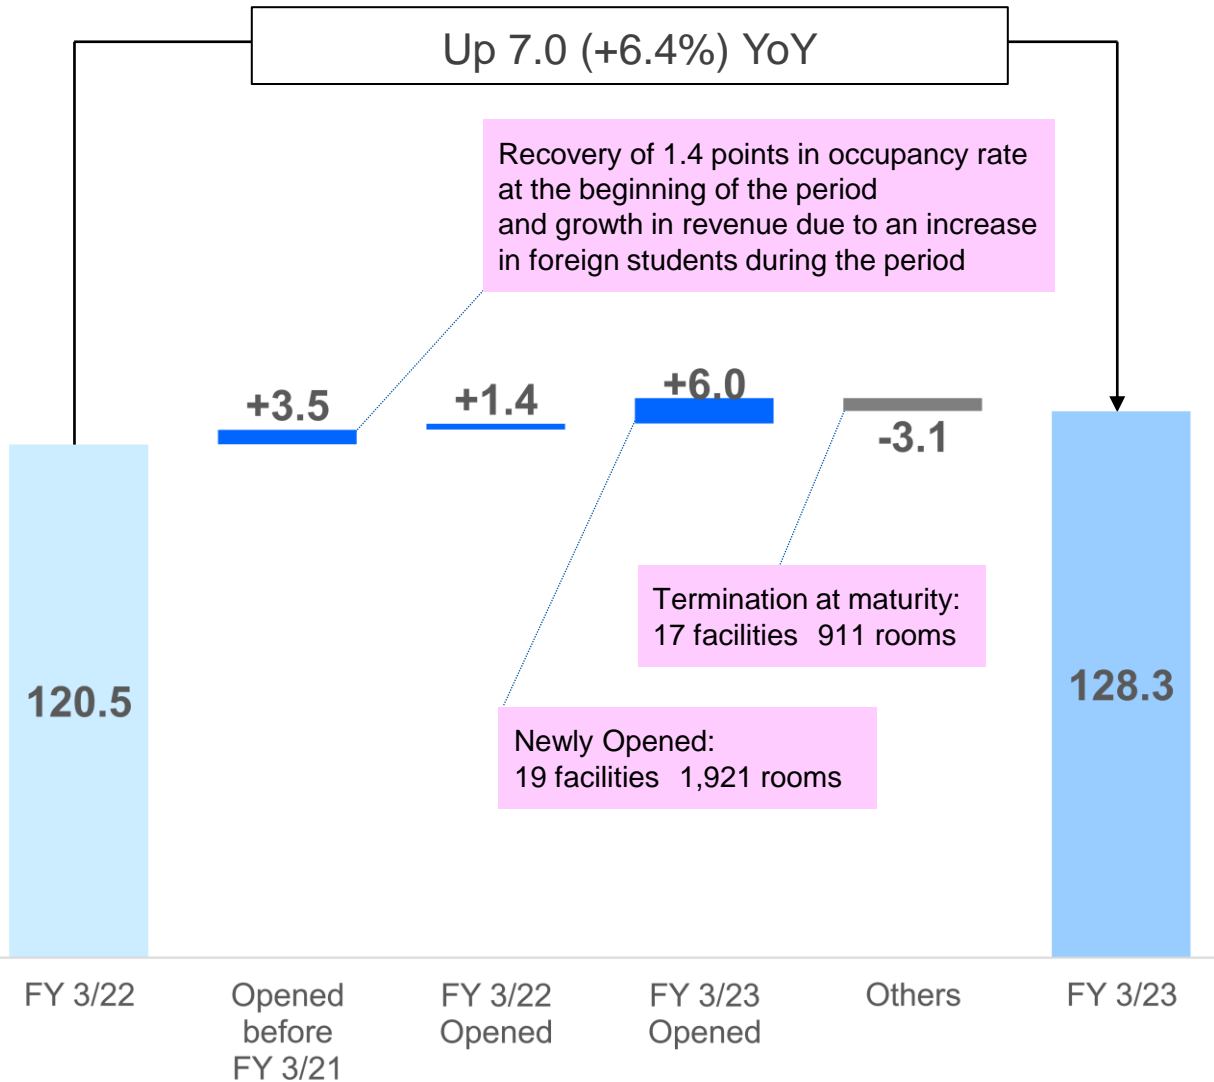 Up 7.0 (+6.4%) YoY
Recovery of 1.4 points in occupancy rate
at the beginning of the period
and growth in revenue due to an increase
in foreign students during the period
+3.5
+1.4
+6.0
-3.1
Termination at maturity:
17 facilities 911 rooms
120.5
128.3
Newly Opened:
19 facilities 1,921 rooms
FY 3/22
Opened
before
FY 3/21
FY 3/22
Opened
FY 3/23
Opened
Others
FY 3/23